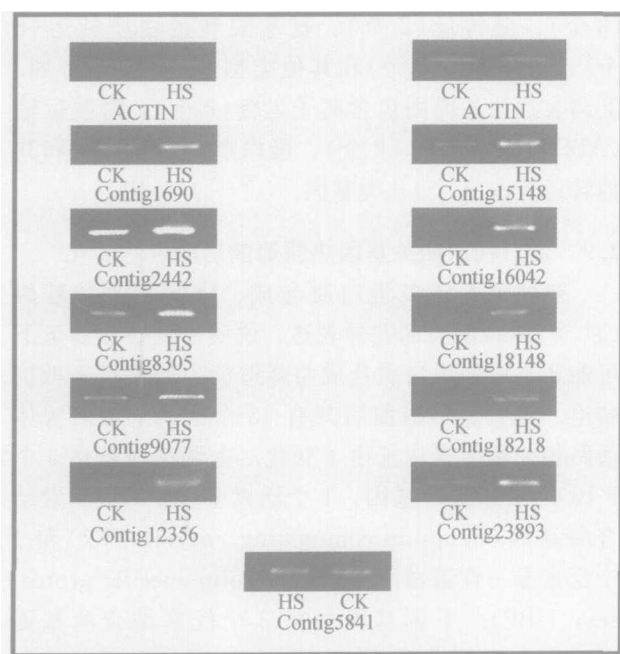 CK HS
ACTIN
CK HS
Contig1690
CK HS
Contig2442
CK HS
Contig8305
CK HS
Contig9077
CK HS
Contig12356
CK HS
ACTIN
CK HS
Contig15148
CK HS
Contig16042
CK HS
Contig18148
CK HS
Contig18218
CK HS
Contig23893
HS CK
Contig5841